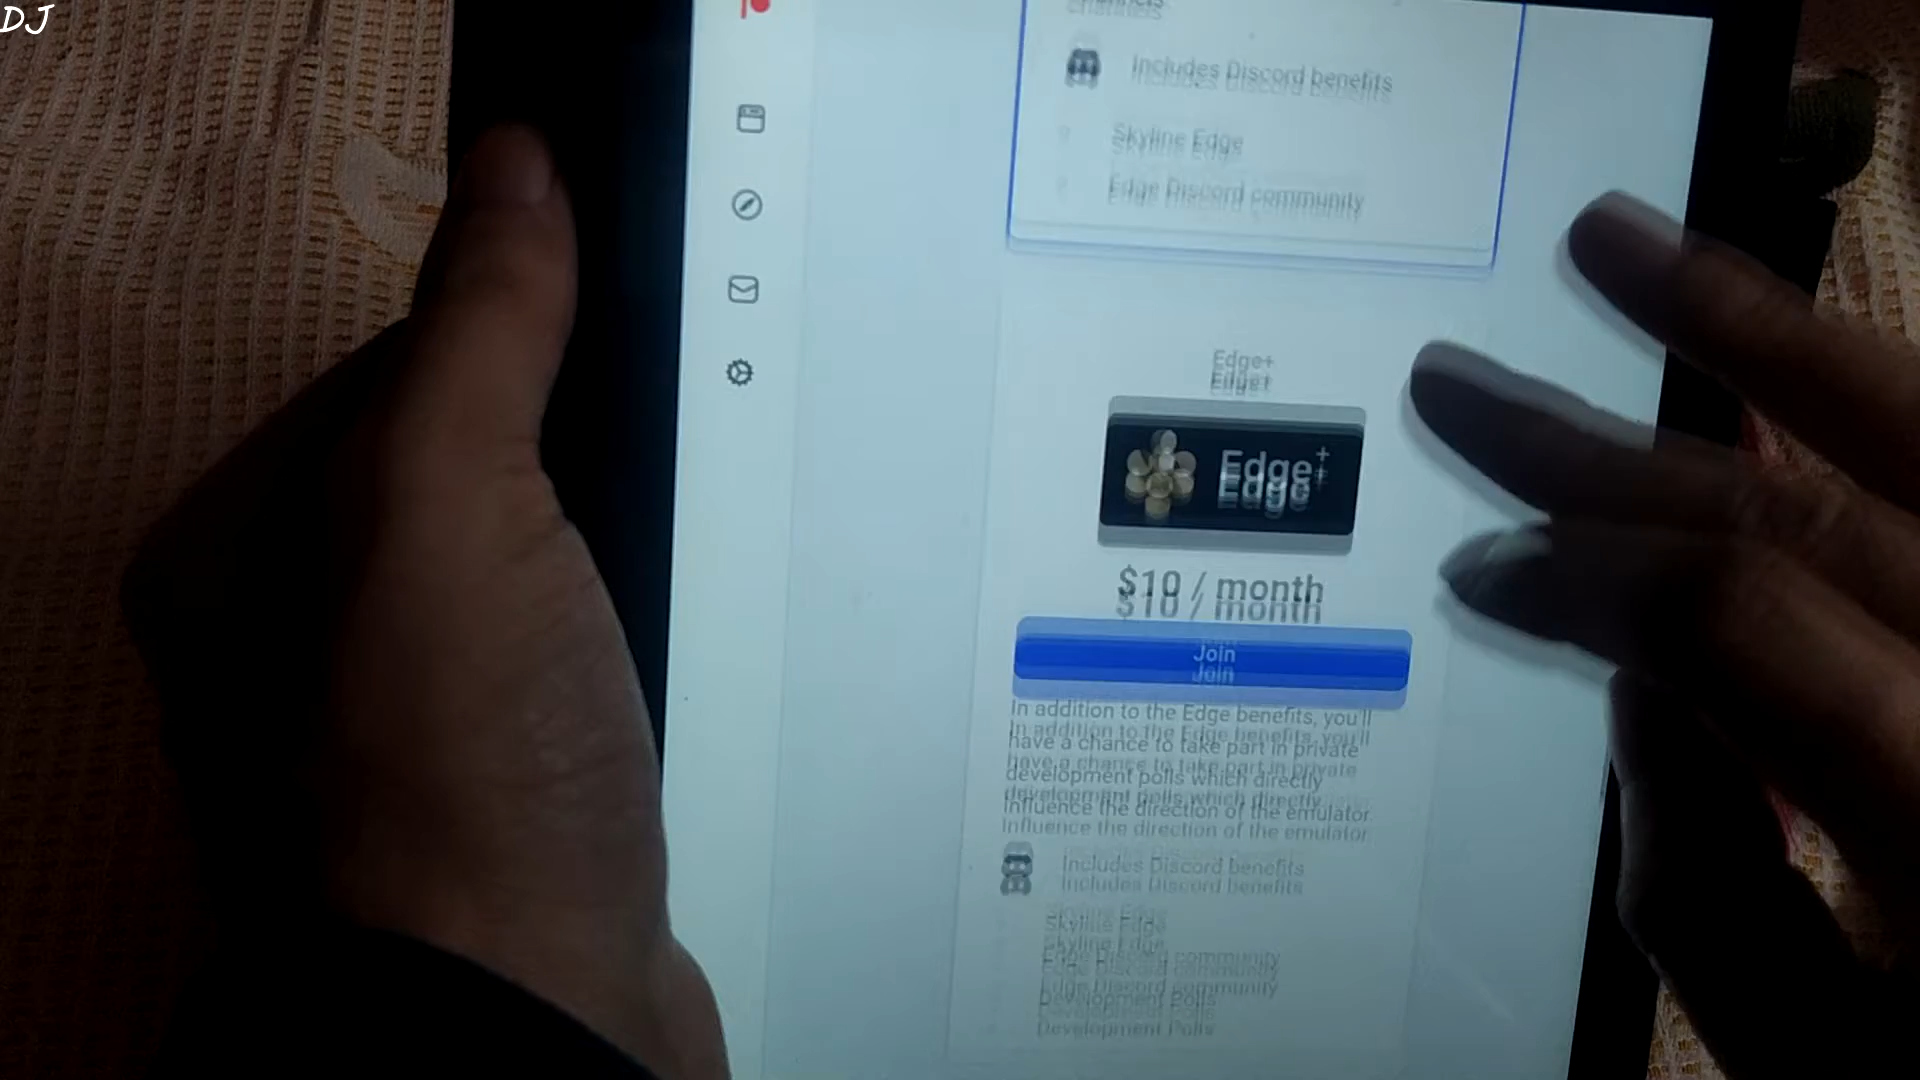 DJ
channels
Includes Discord benefits
Skyline Edge
Edge Discord community
Edge+
Edge+
$10 / month
Join
In addition to the Edge benefits, you'll
have a chance to take part in private
development polls which directly
influence the direction of the emulator
Includes Discord benefits
Skyline Edge
Edge Discord community
Development Polls